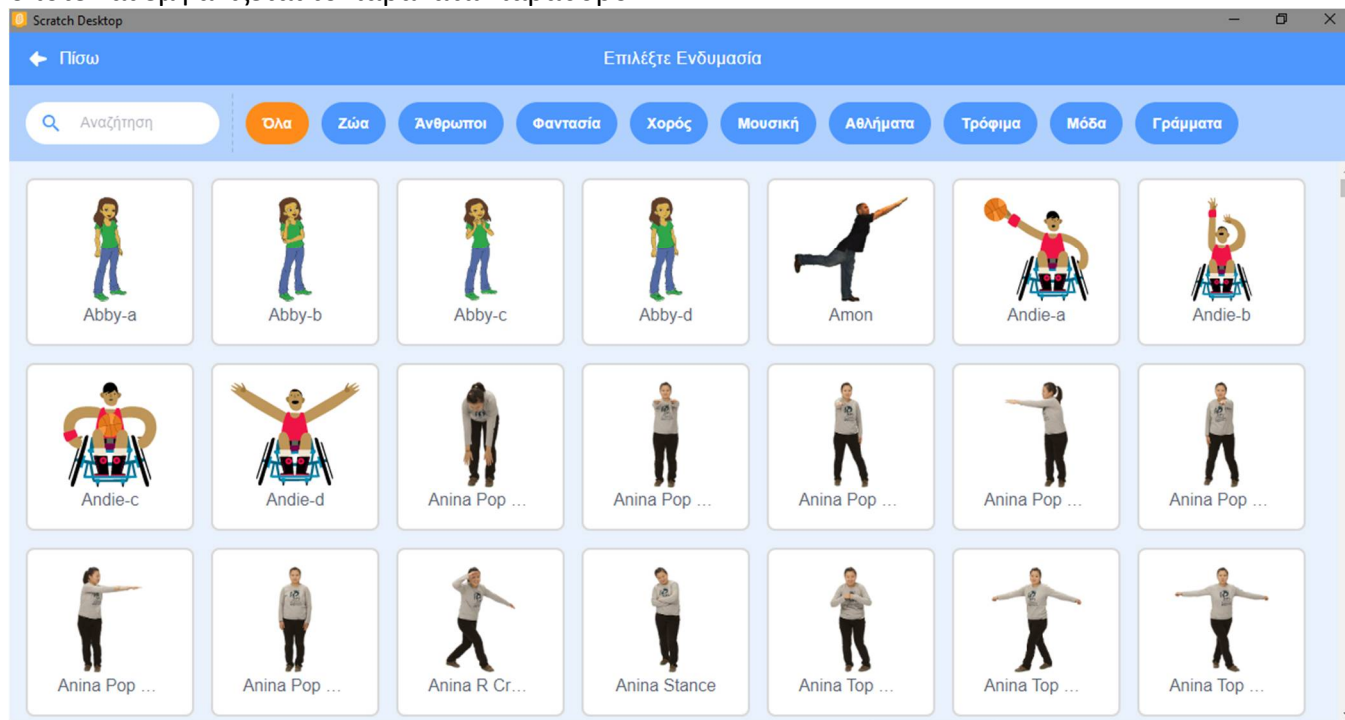 Scratch Desktop
Πίσω
Επιλέξτε Ενδυμασία
Αναζήτηση
Όλα Ζώα Άνθρωποι Φαντασία Χορός Μουσική Αθλήματα Τρόφιμα Μόδα Γράμματα
Abby-a Abby-b Abby-c Abby-d Amon Andie-a Andie-b
Andie-c Andie-d Anina Pop ... Anina Pop ... Anina Pop ... Anina Pop ... Anina Pop ...
Anina Pop ... Anina Pop ... Anina R Cr... Anina Stance Anina Top ... Anina Top ... Anina Top ...